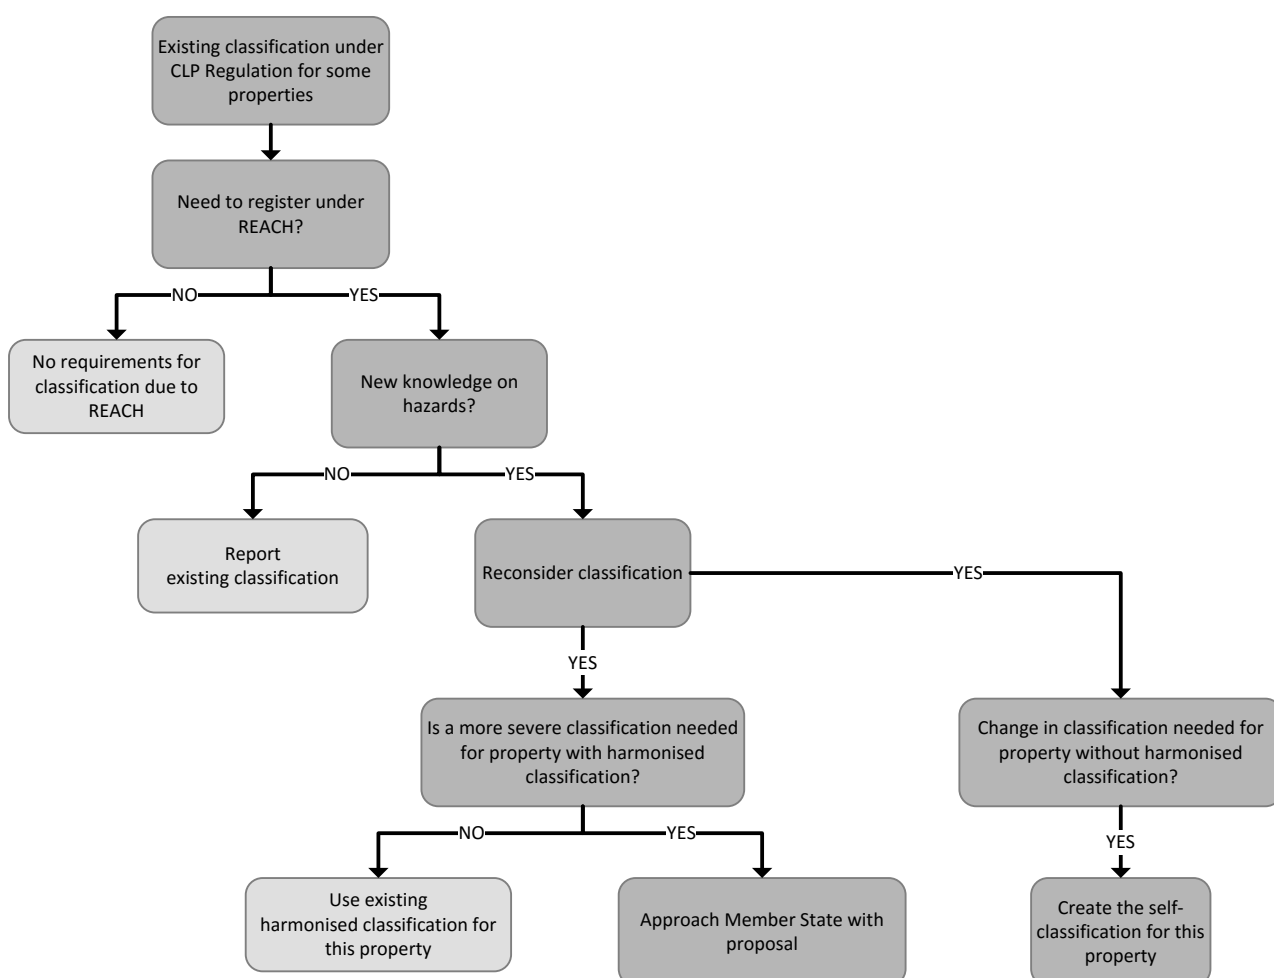 Existing classification under
CLP Regulation for some
properties
Need to register under
REACH?
NO
YES
No requirements for
classification due to
REACH
New knowledge on
hazards?
NO
YES
Report
existing classification
Reconsider classification
YES
YES
Is a more severe classification needed
for property with harmonised
classification?
Change in classification needed for
property without harmonised
classification?
NO
YES
YES
Use existing
harmonised classification for
this property
Approach Member State with
proposal
Create the self-
classification for this
property